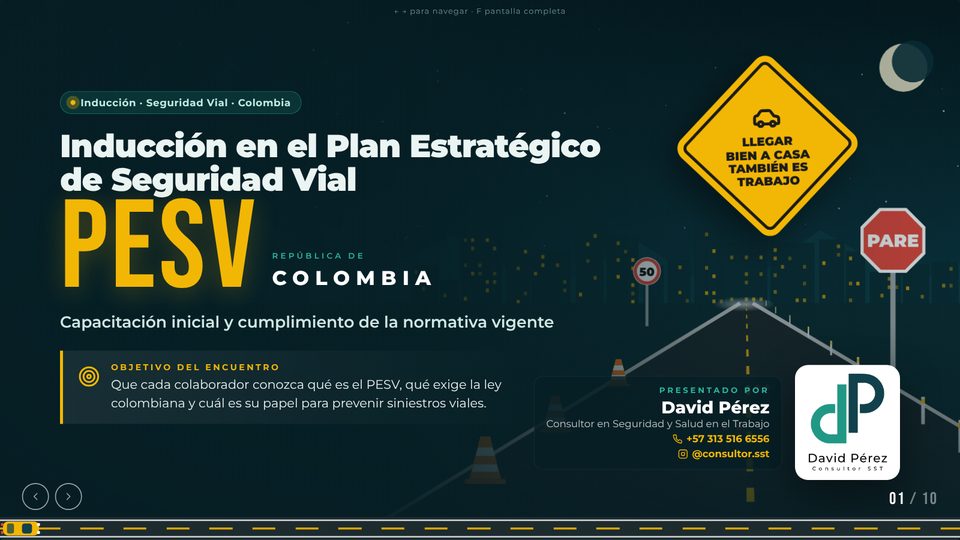 ← → para navegar · F pantalla completa
Inducción · Seguridad Vial · Colombia
Inducción en el Plan Estratégico
de Seguridad Vial
PESV
REPÚBLICA DE
COLOMBIA
Capacitación inicial y cumplimiento de la normativa vigente
OBJETIVO DEL ENCUENTRO
Que cada colaborador conozca qué es el PESV, qué exige la ley
colombiana y cuál es su papel para prevenir siniestros viales.
LLEGAR
BIEN A CASA
TAMBIÉN ES
TRABAJO
PARE
50
PRESENTADO POR
David Pérez
Consultor en Seguridad y Salud en el Trabajo
+57 313 516 6556
@consultor.sst
dP
David Pérez
Consultor SST
01 / 10